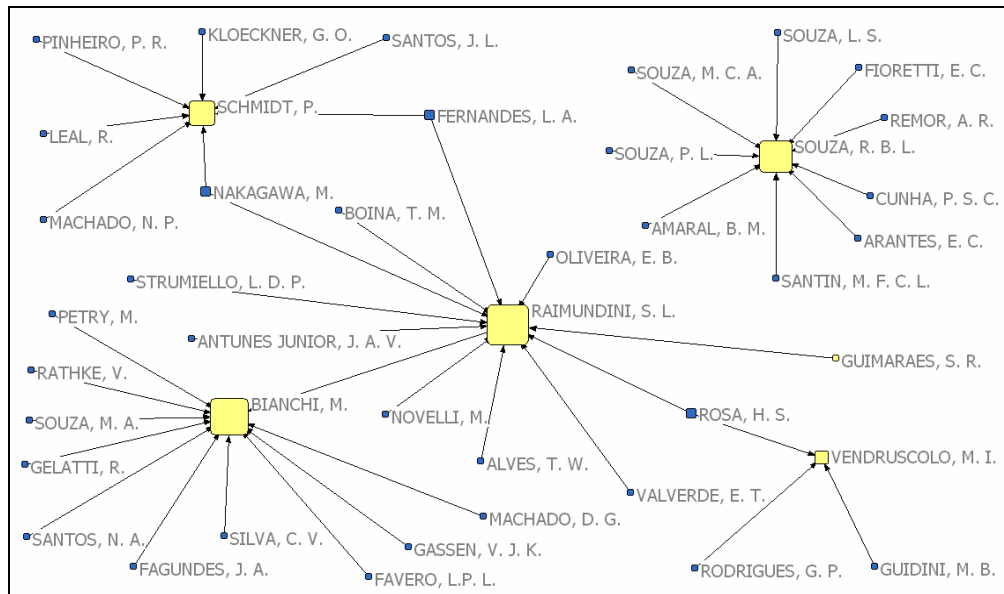 PINHEIRO, P. R.
KLOECKNER, G. O.
SANTOS, J. L.
SOUZA, L. S.
SOUZA, M. C. A.
FIORETTI, E. C.
SCHMIDT, P.
FERNANDES, L. A.
REMOR, A. R.
LEAL, R.
SOUZA, R. B. L.
SOUZA, P. L.
NAKAGAWA, M.
CUNHA, P. S. C.
MACHADO, N. P.
BOINA, T. M.
AMARAL, B. M.
ARANTES, E. C.
OLIVEIRA, E. B.
STRUMIELLO, L. D. P.
SANTIN, M. F. C. L.
PETRY, M.
RAIMUNDINI, S. L.
ANTUNES JUNIOR, J. A. V.
GUIMARAES, S. R.
RATHKE, V.
BIANCHI, M.
SOUZA, M. A.
NOVELLI, M.
ROSA, H. S.
GELATTI, R.
ALVES, T. W.
VENDRUSCOLO, M. I.
VALVERDE, E. T.
MACHADO, D. G.
SANTOS, N. A.
SILVA, C. V.
GASSEN, V. J. K.
FAGUNDES, J. A.
FAVERO, L.P. L.
RODRIGUES, G. P.
GUIDINI, M. B.